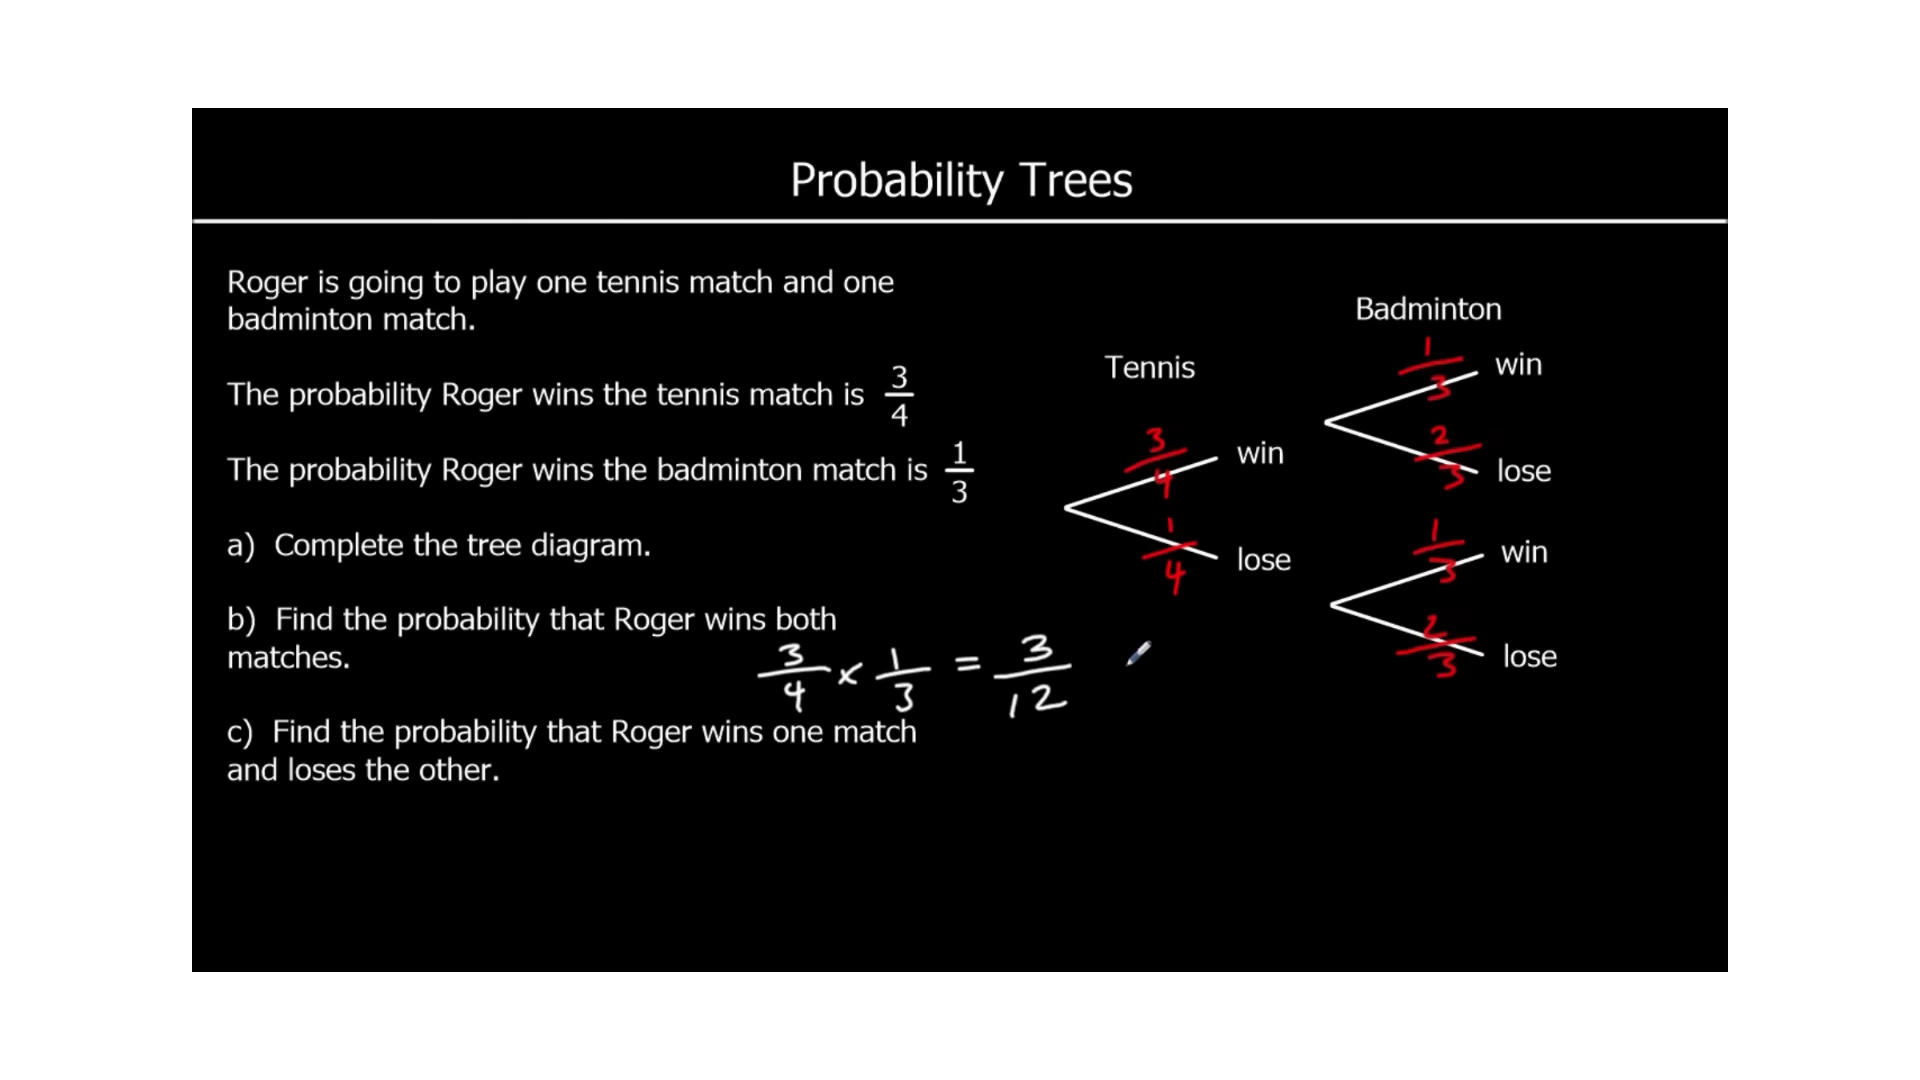 Probability Trees
Roger is going to play one tennis match and one
badminton match.
The probability Roger wins the tennis match is 3/4
The probability Roger wins the badminton match is 1/3
a) Complete the tree diagram.
b) Find the probability that Roger wins both
matches.
3/4 x 1/3 = 3/12
c) Find the probability that Roger wins one match
and loses the other.
Tennis
3/4 win
1/4 lose
Badminton
1/3 win
2/3 lose
1/3 win
2/3 lose